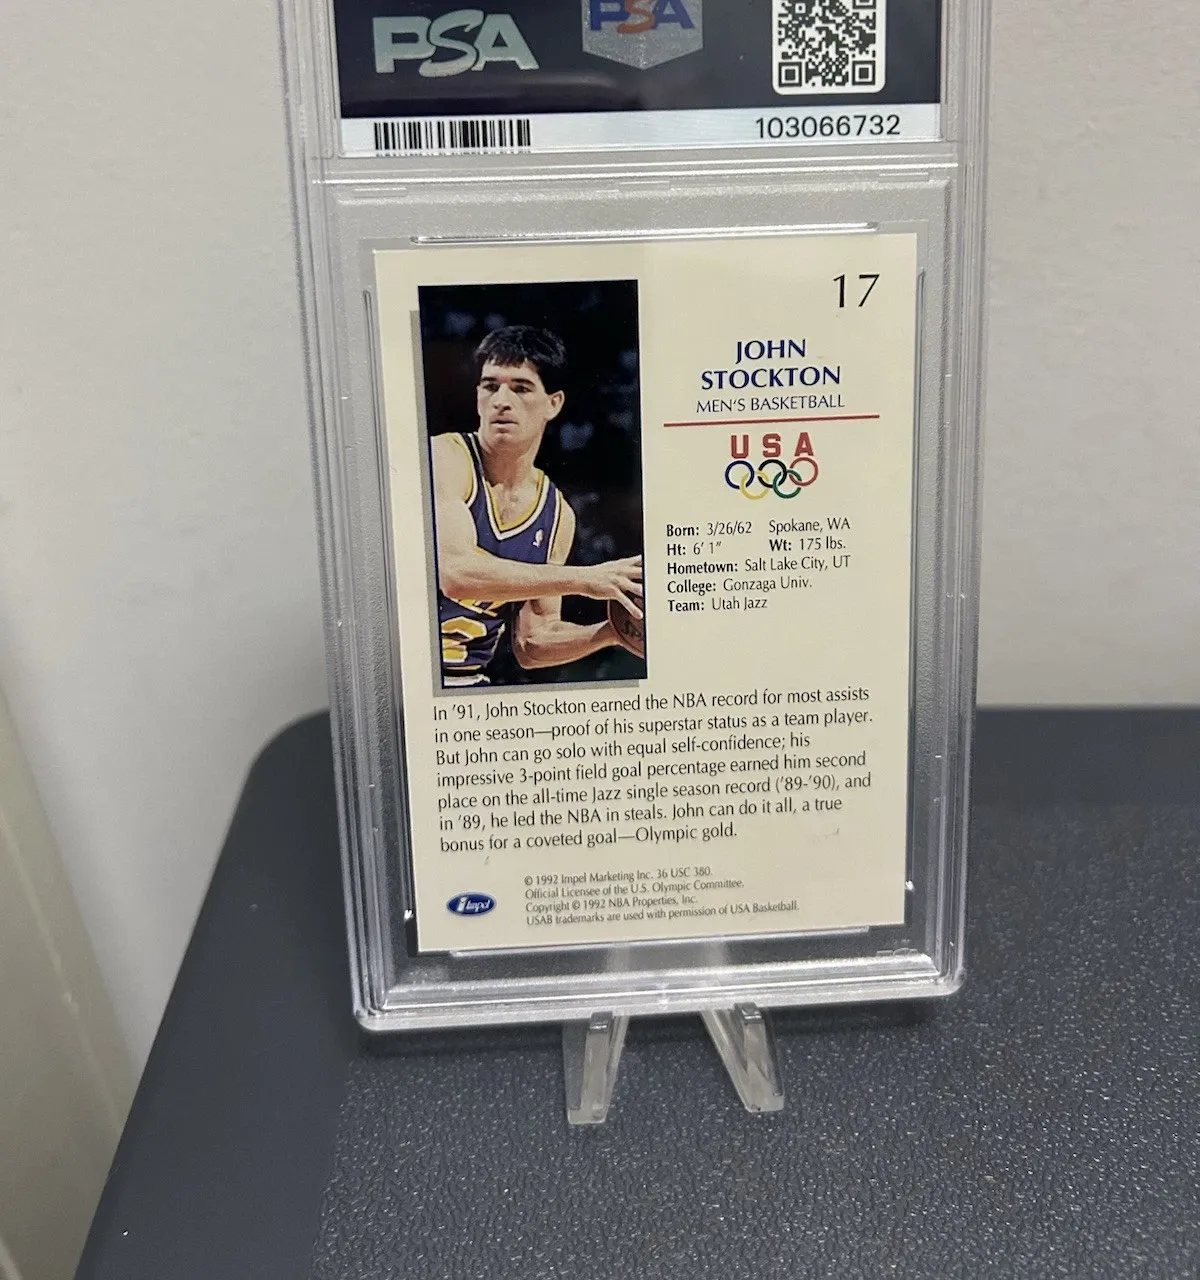 PSA
PSA
103066732
17
JOHN
STOCKTON
MEN'S BASKETBALL
USA
Born: 3/26/62 Spokane, WA
Ht: 6' 1" Wt: 175 lbs.
Hometown: Salt Lake City, UT
College: Gonzaga Univ.
Team: Utah Jazz
In '91, John Stockton earned the NBA record for most assists
in one season—proof of his superstar status as a team player.
But John can go solo with equal self-confidence; his
impressive 3-point field goal percentage earned him second
place on the all-time Jazz single season record ('89-'90), and
in '89, he led the NBA in steals. John can do it all, a true
bonus for a coveted goal—Olympic gold.
Impel
© 1992 Impel Marketing Inc. 36 USC 380.
Official Licensee of the U.S. Olympic Committee.
Copyright © 1992 NBA Properties, Inc.
USAB trademarks are used with permission of USA Basketball.